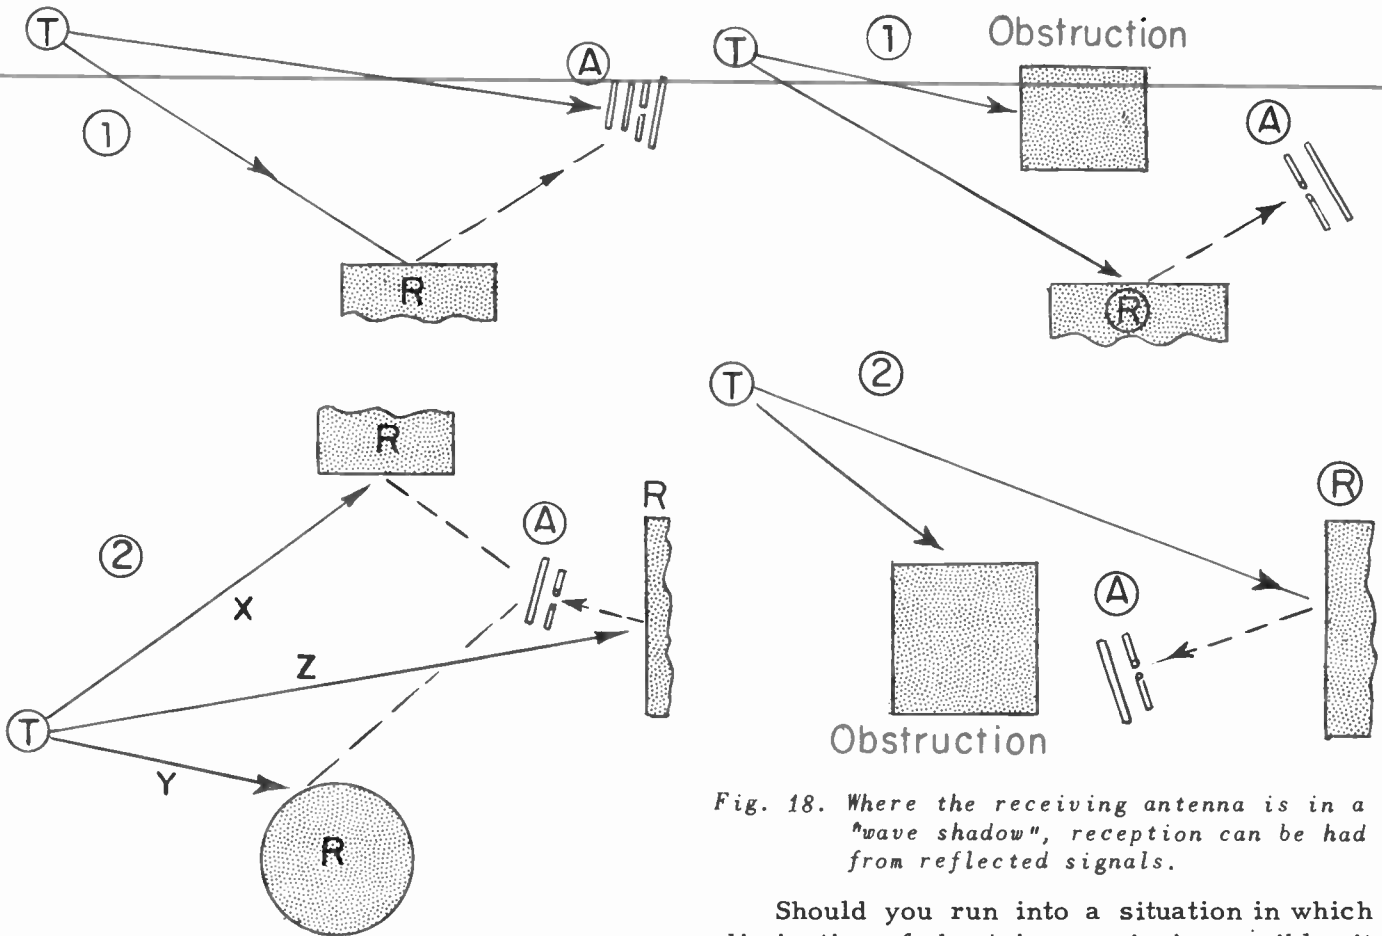 T
A
1
R
2
R
A
R
X
Z
T
Y
R
1
Obstruction
T
A
R
2
T
R
A
Obstruction
Fig. 18. Where the receiving antenna is in a
"wave shadow", reception can be had
from reflected signals.
Should you run into a situation in which